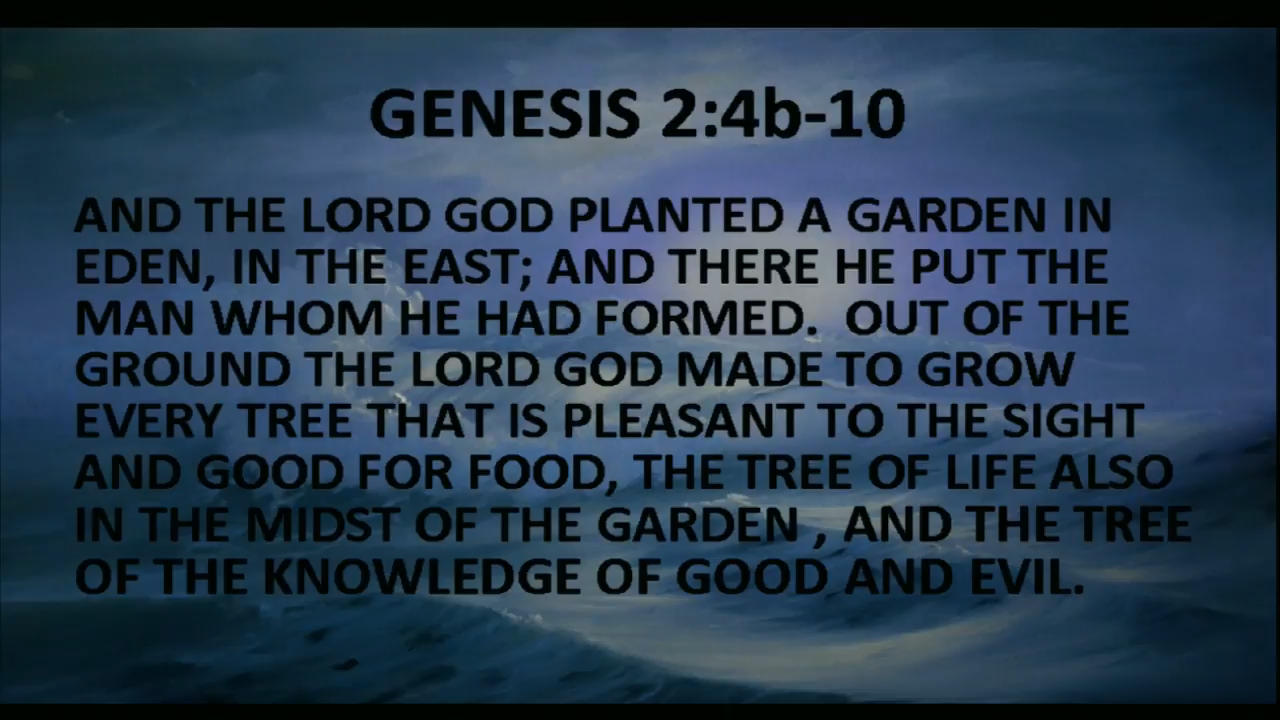 GENESIS 2:4b-10
AND THE LORD GOD PLANTED A GARDEN IN
EDEN, IN THE EAST; AND THERE HE PUT THE
MAN WHOM HE HAD FORMED.  OUT OF THE
GROUND THE LORD GOD MADE TO GROW
EVERY TREE THAT IS PLEASANT TO THE SIGHT
AND GOOD FOR FOOD, THE TREE OF LIFE ALSO
IN THE MIDST OF THE GARDEN , AND THE TREE
OF THE KNOWLEDGE OF GOOD AND EVIL.